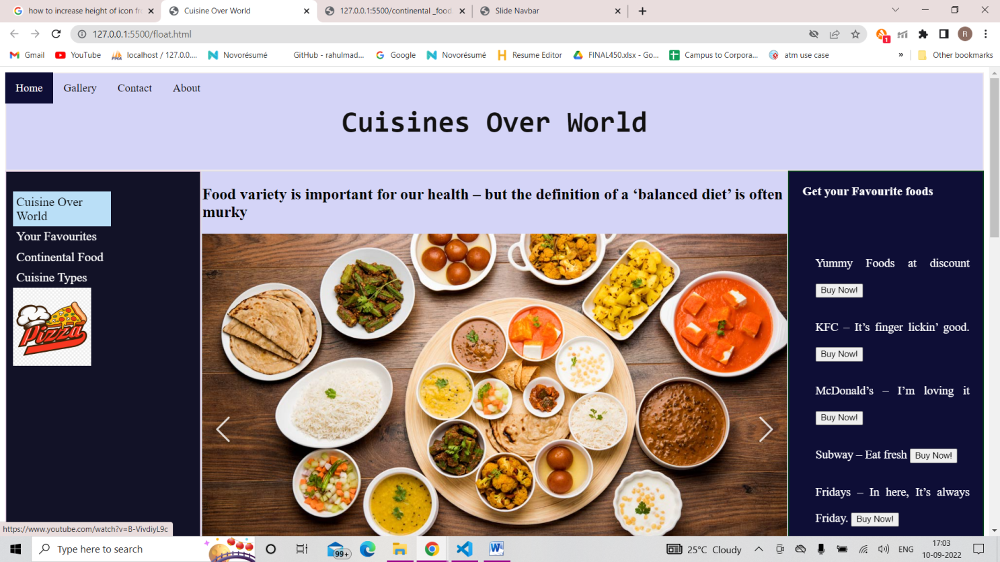 how to increase height of icon fr
Cuisine Over World
127.0.0.1:5500/continental _food
Slide Navbar
127.0.0.1:5500/float.html
1
R
Gmail
YouTube
localhost / 127.0.0....
Novorésumé
GitHub - rahulmad...
Google
Novorésumé
Resume Editor
FINAL450.xlsx - Go...
Campus to Corpora...
atm use case
»
Other bookmarks
Home
Gallery
Contact
About
Cuisines Over World
Cuisine Over
World
Your Favourites
Continental Food
Cuisine Types
Pizza
Food variety is important for our health – but the definition of a ‘balanced diet’ is often
murky
Get your Favourite foods
Yummy Foods at discount
Buy Now!
KFC – It’s finger lickin’ good.
Buy Now!
McDonald’s – I’m loving it
Buy Now!
Subway – Eat fresh Buy Now!
Fridays – In here, It’s always
Friday. Buy Now!
https://www.youtube.com/watch?v=B-VivdiyL9c
Type here to search
99+
25°C Cloudy
ENG
17:03
10-09-2022